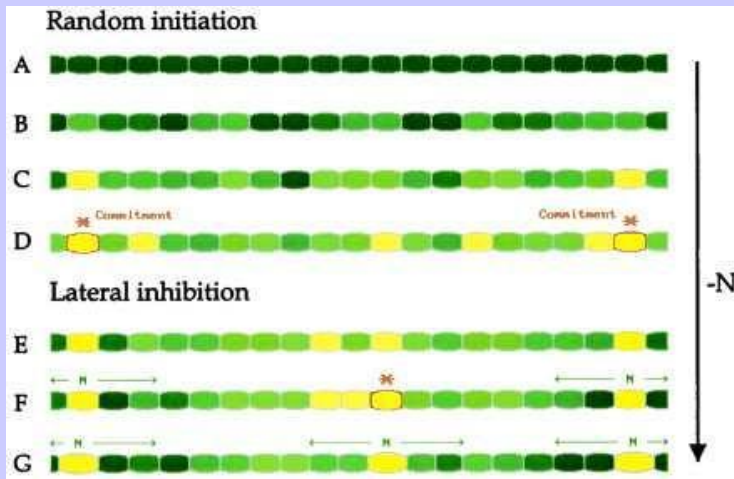 Random initiation
A
B
C
Commitment Commitment
D
Lateral inhibition
-N
E
N N
F
N N N
G